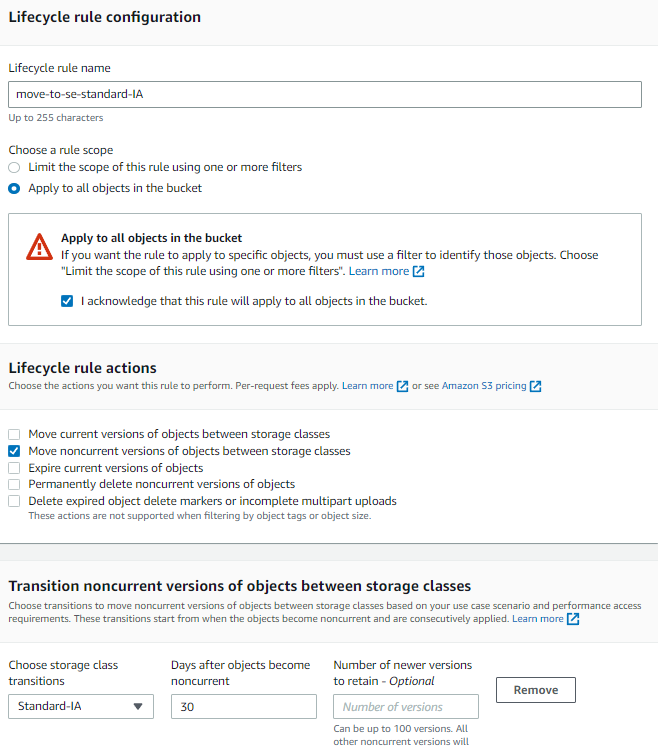 Lifecycle rule configuration
Lifecycle rule name
move-to-se-standard-IA
Up to 255 characters
Choose a rule scope
Limit the scope of this rule using one or more filters
Apply to all objects in the bucket
Apply to all objects in the bucket
If you want the rule to apply to specific objects, you must use a filter to identify those objects. Choose
"Limit the scope of this rule using one or more filters". Learn more
I acknowledge that this rule will apply to all objects in the bucket.
Lifecycle rule actions
Choose the actions you want this rule to perform. Per-request fees apply. Learn more or see Amazon S3 pricing
Move current versions of objects between storage classes
Move noncurrent versions of objects between storage classes
Expire current versions of objects
Permanently delete noncurrent versions of objects
Delete expired object delete markers or incomplete multipart uploads
These actions are not supported when filtering by object tags or object size.
Transition noncurrent versions of objects between storage classes
Choose transitions to move noncurrent versions of objects between storage classes based on your use case scenario and performance access
requirements. These transitions start from when the objects become noncurrent and are consecutively applied. Learn more
Choose storage class
transitions
Standard-IA
Days after objects become
noncurrent
30
Number of newer versions
to retain - Optional
Number of versions
Can be up to 100 versions. All
other noncurrent versions will
Remove